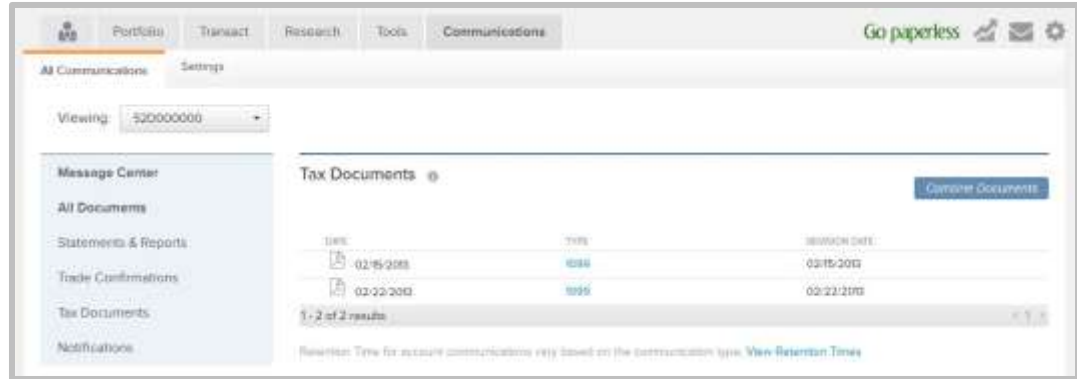 Portfolio Transact Research Tools Communications Go paperless
All Communications Settings
Viewing: 520000000
Message Center
All Documents
Statements & Reports
Trade Confirmations
Tax Documents
Notifications
Tax Documents
Combine Documents
DATE TYPE REVISION DATE
02/15/2013 1099 02/15/2013
02/22/2013 1099 02/22/2013
1 - 2 of 2 results < 1 >
Retention Time for account communications vary based on the communication type. View Retention Times